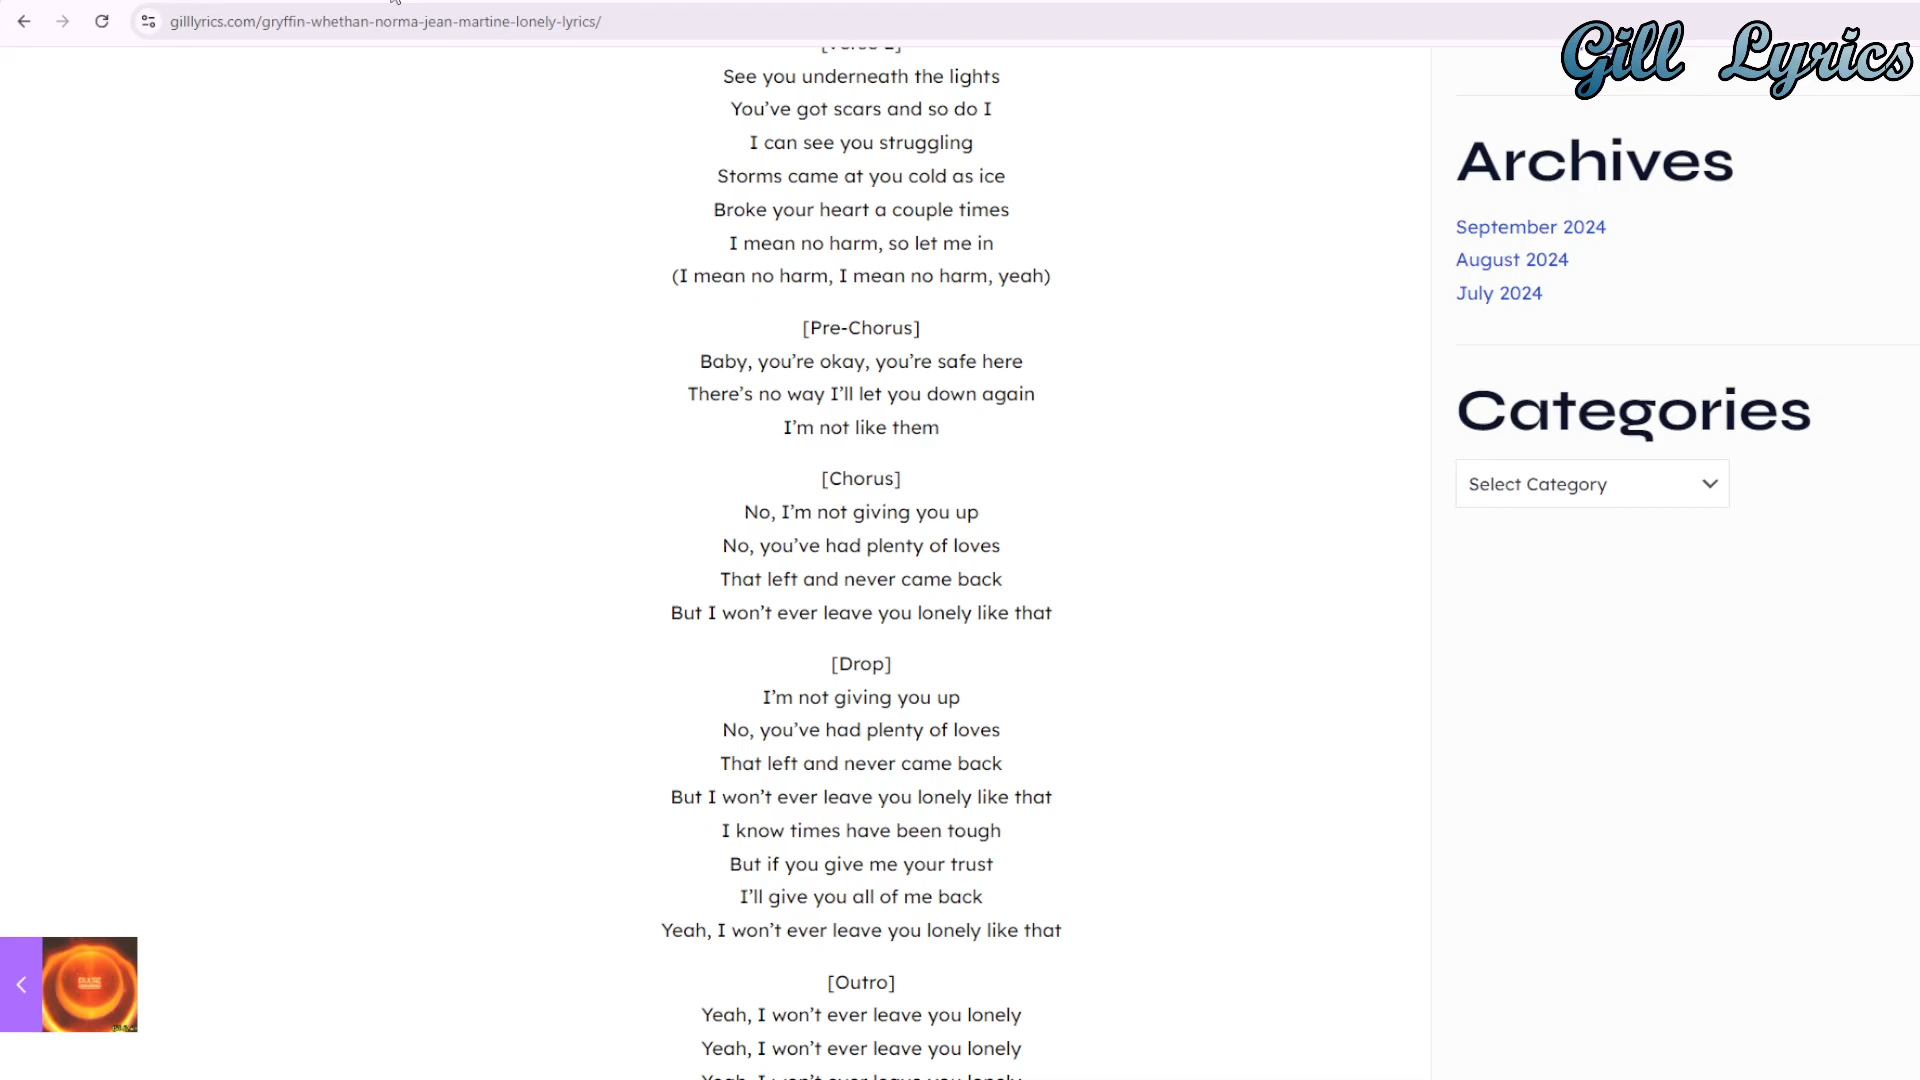 gilllyrics.com/gryffin-whethan-norma-jean-martine-lonely-lyrics/
Gill Lyrics
See you underneath the lights
You’ve got scars and so do I
I can see you struggling
Storms came at you cold as ice
Broke your heart a couple times
I mean no harm, so let me in
(I mean no harm, I mean no harm, yeah)
[Pre-Chorus]
Baby, you’re okay, you’re safe here
There’s no way I’ll let you down again
I’m not like them
[Chorus]
No, I’m not giving you up
No, you’ve had plenty of loves
That left and never came back
But I won’t ever leave you lonely like that
[Drop]
I’m not giving you up
No, you’ve had plenty of loves
That left and never came back
But I won’t ever leave you lonely like that
I know times have been tough
But if you give me your trust
I’ll give you all of me back
Yeah, I won’t ever leave you lonely like that
[Outro]
Yeah, I won’t ever leave you lonely
Yeah, I won’t ever leave you lonely
Yeah, I won’t ever leave you lonely
Archives
September 2024
August 2024
July 2024
Categories
Select Category